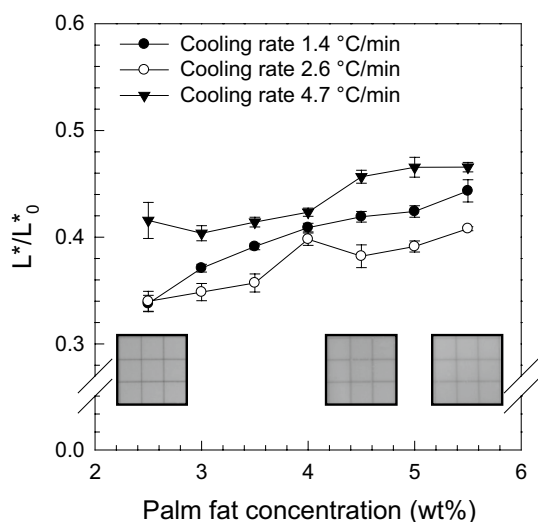 0.6
Cooling rate 1.4 °C/min
Cooling rate 2.6 °C/min
Cooling rate 4.7 °C/min
0.5
L*/L*0
0.4
0.3
0.0
2 3 4 5 6
Palm fat concentration (wt%)